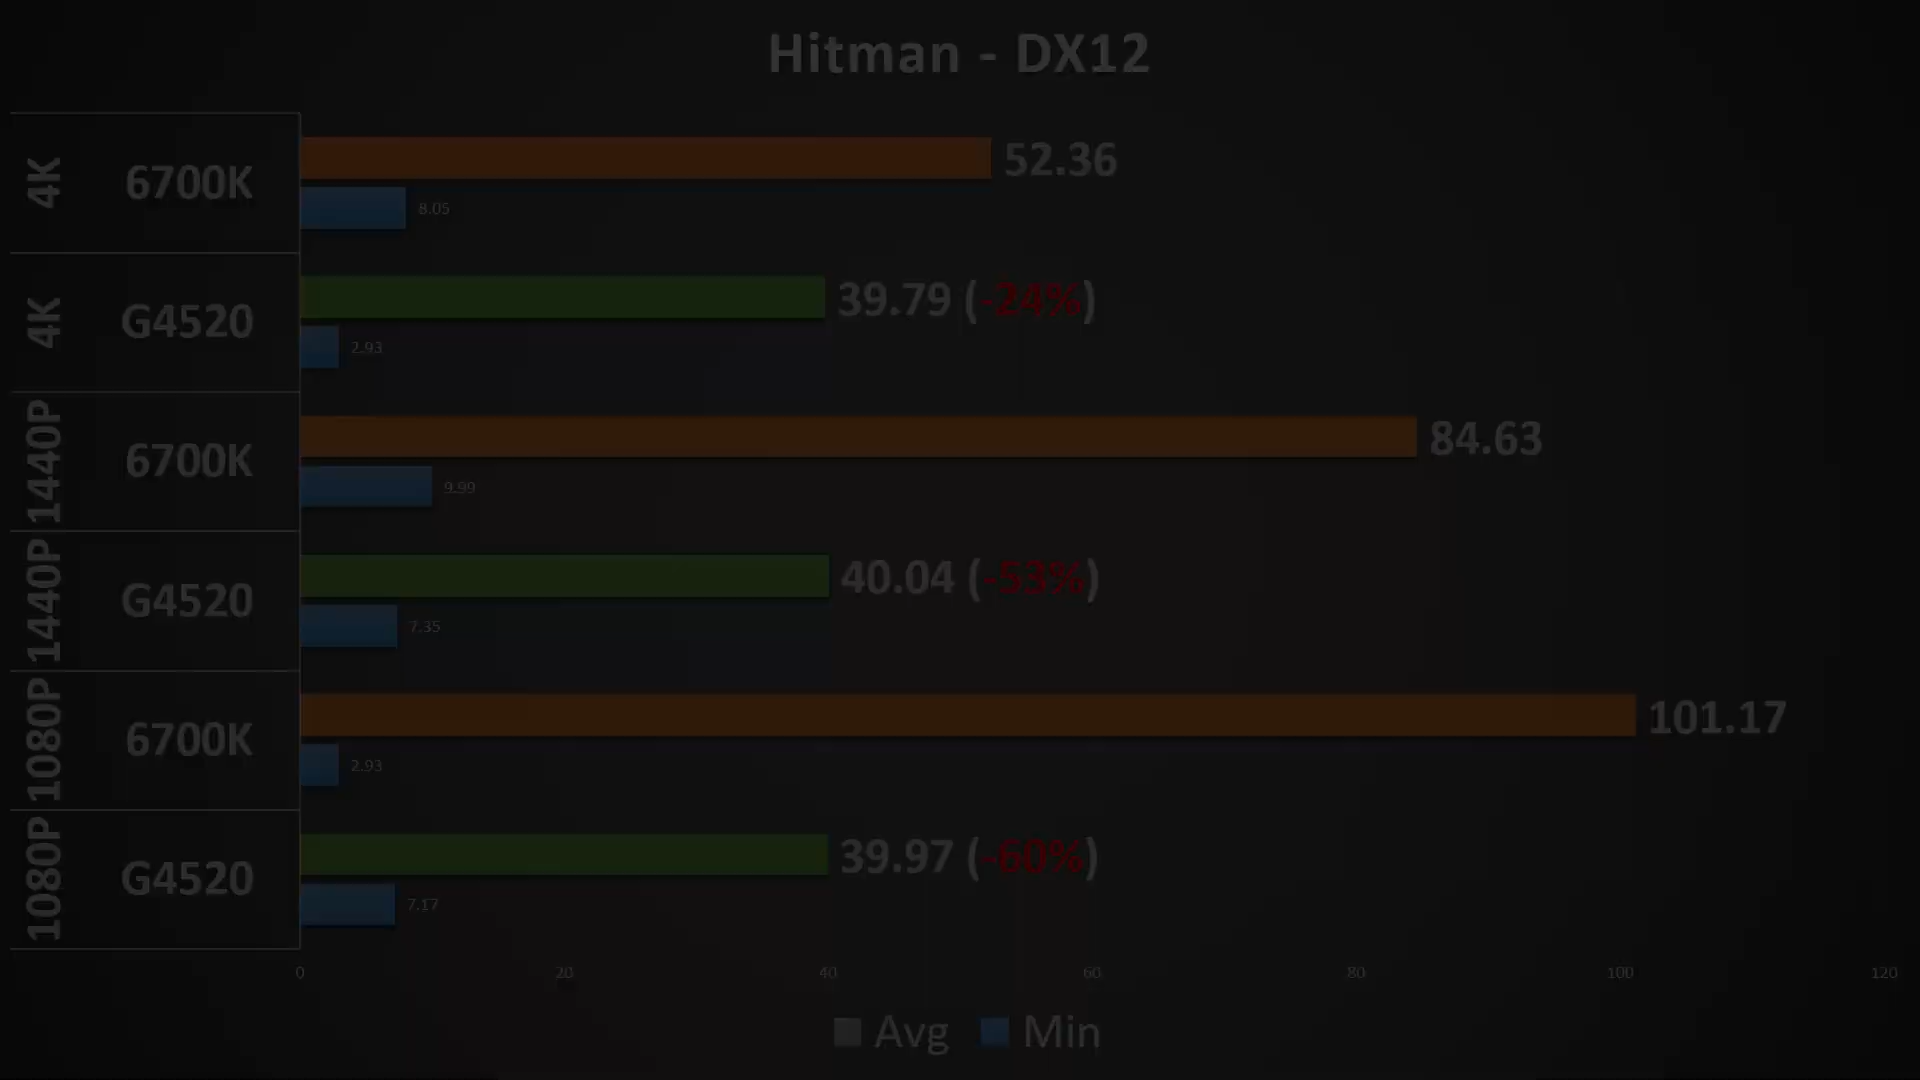 Hitman - DX12
4K 6700K 52.36
8.05
4K G4520 39.79 (-24%)
2.93
1440P 6700K 84.63
9.99
1440P G4520 40.04 (-53%)
7.35
1080P 6700K 101.17
2.93
1080P G4520 39.97 (-60%)
7.17
0 20 40 60 80 100 120
Avg Min